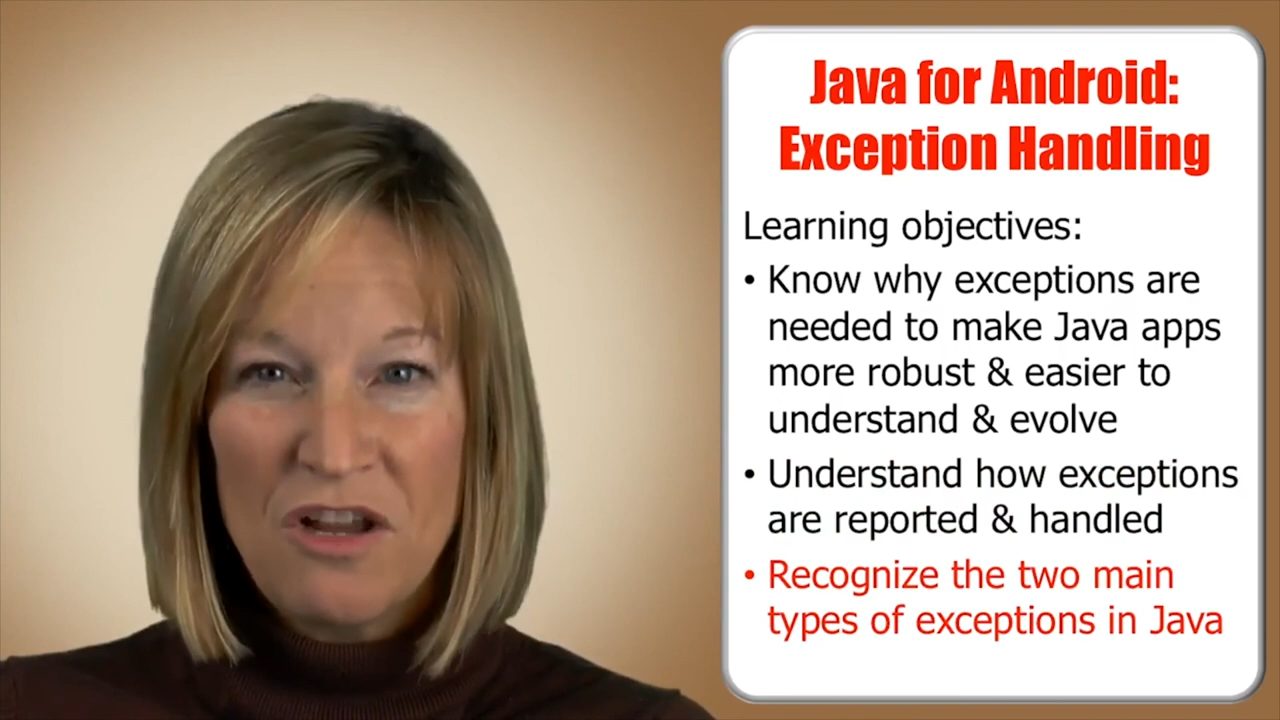 Java for Android:
Exception Handling
Learning objectives:
• Know why exceptions are
needed to make Java apps
more robust & easier to
understand & evolve
• Understand how exceptions
are reported & handled
• Recognize the two main
types of exceptions in Java